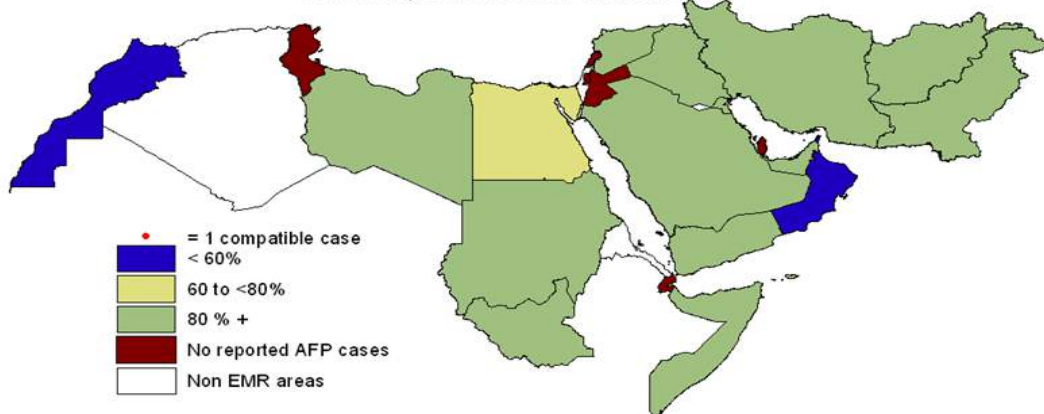 = 1 compatible case
< 60%
60 to <80%
80 % +
No reported AFP cases
Non EMR areas